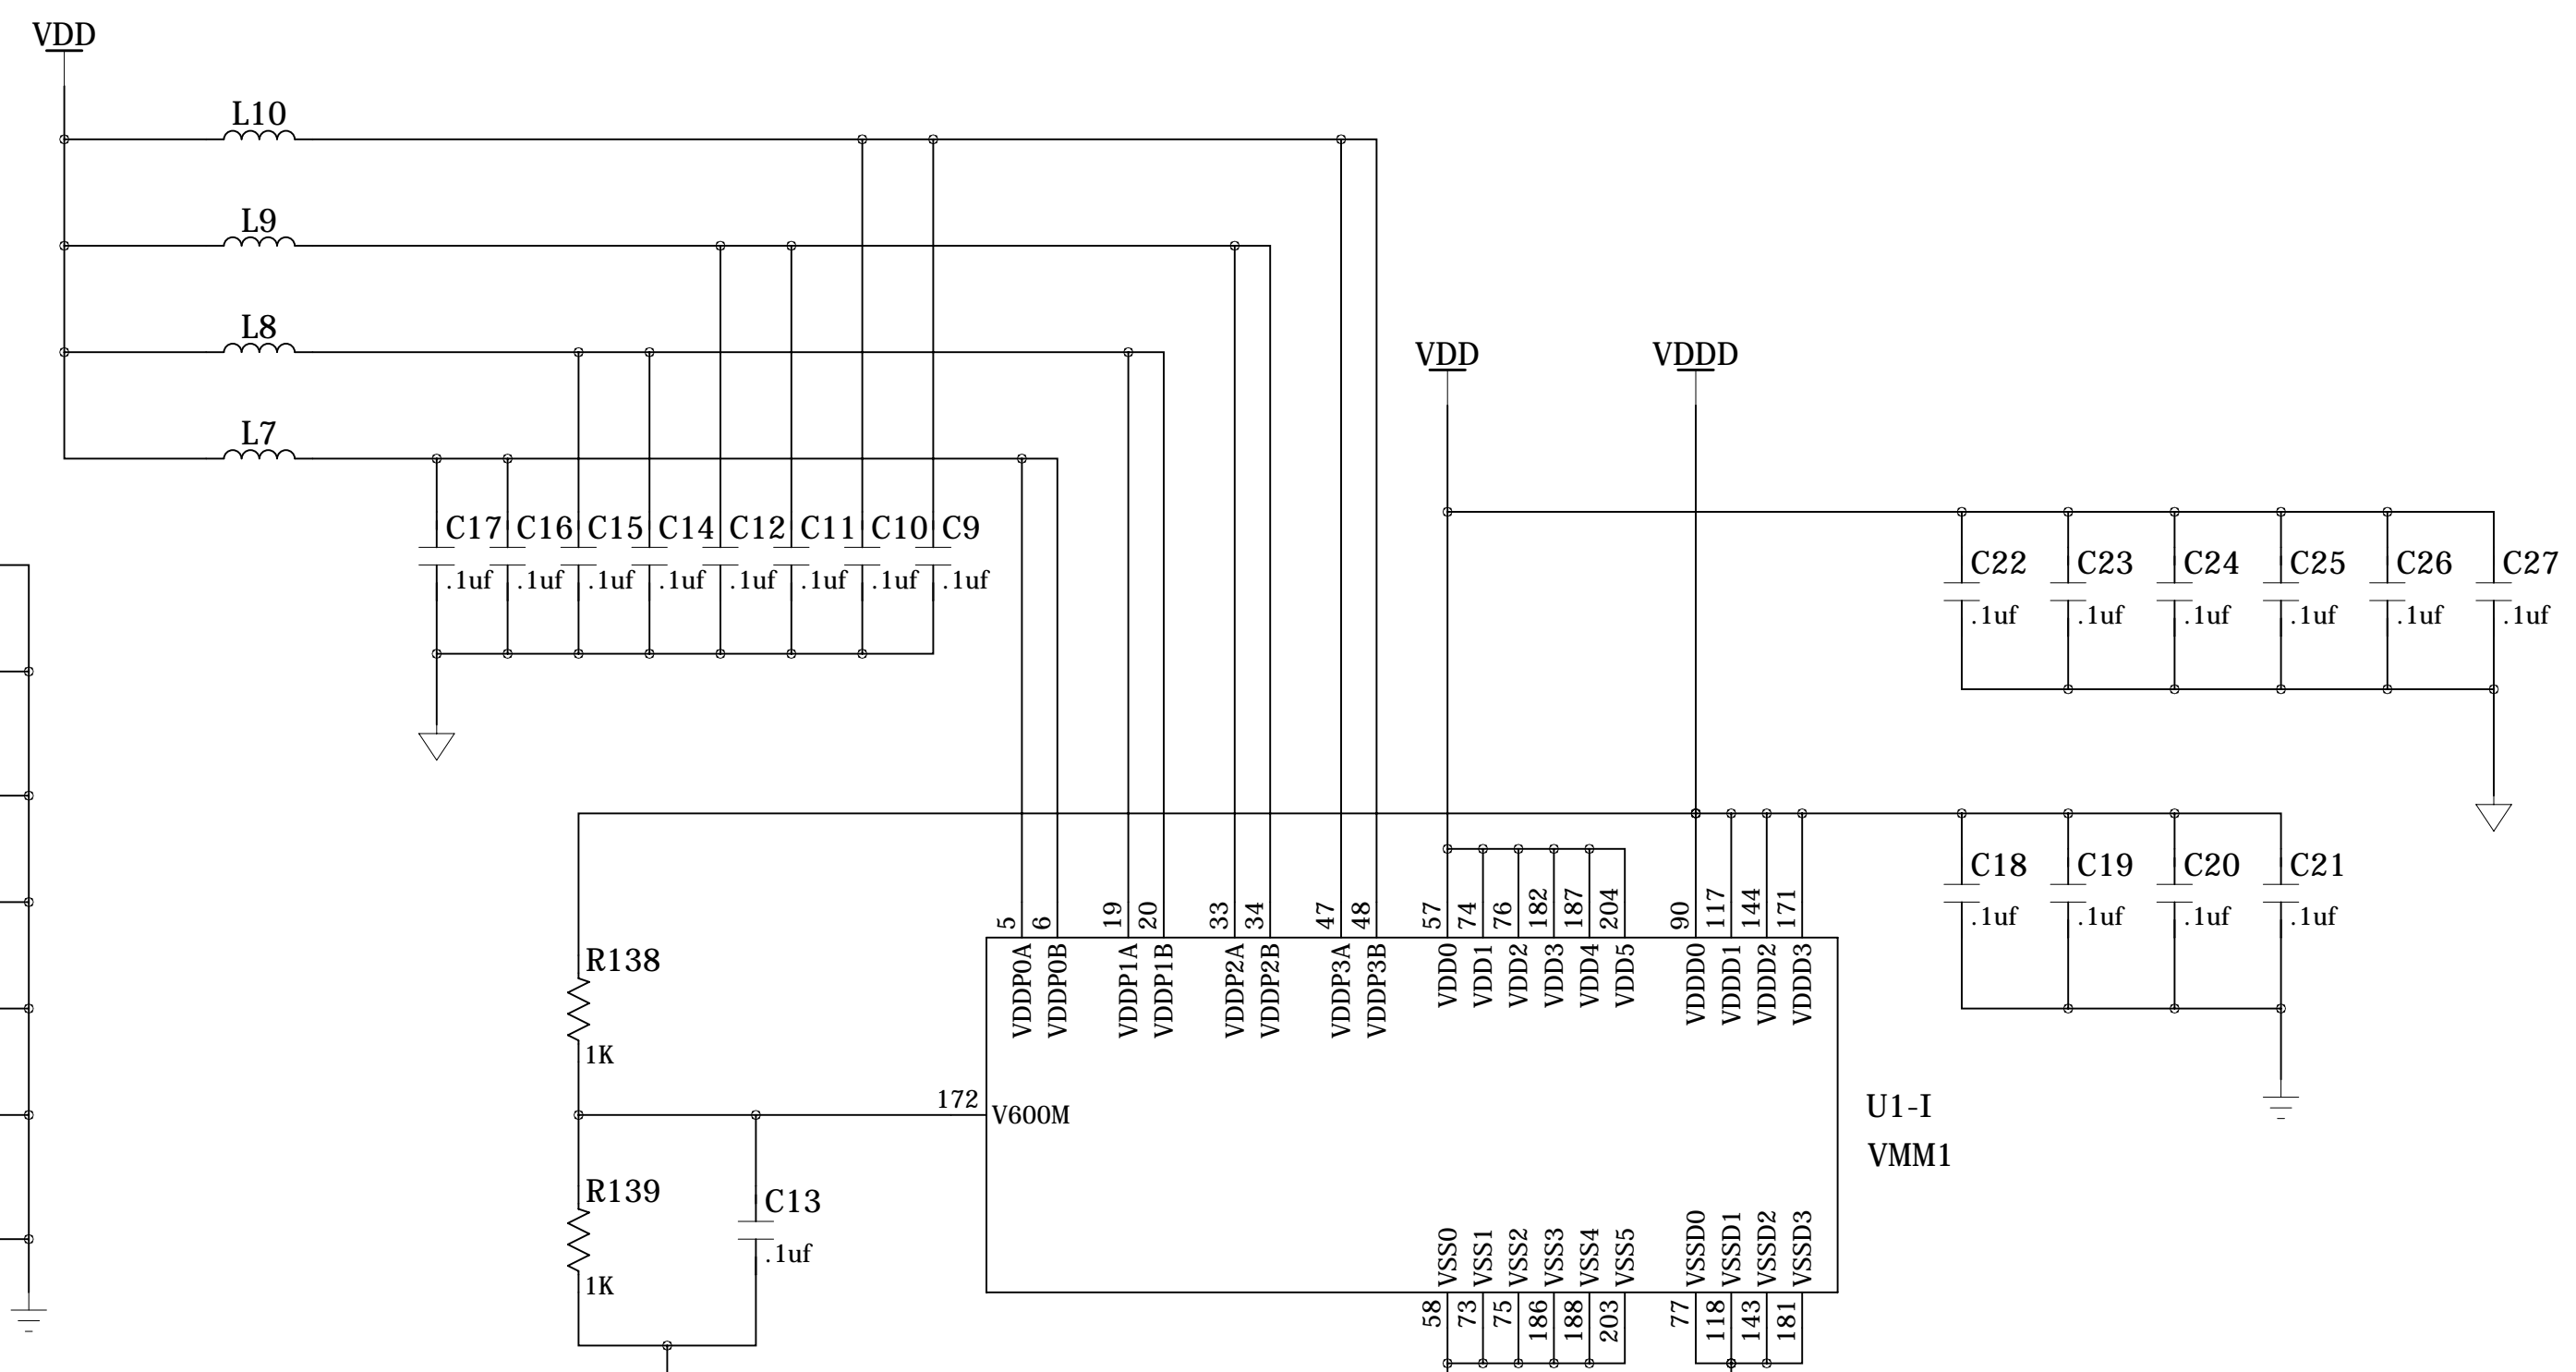 VDD
L10
L9
L8
L7
VDD VDDD
C17 C16 C15 C14 C12 C11 C10 C9
.1uf .1uf .1uf .1uf .1uf .1uf .1uf .1uf
C22 C23 C24 C25 C26 C27
.1uf .1uf .1uf .1uf .1uf .1uf
C18 C19 C20 C21
.1uf .1uf .1uf .1uf
5 6 19 20 33 34 47 48 57 74 76 182 187 204 90 117 144 171
VDDP0A VDDP0B VDDP1A VDDP1B VDDP2A VDDP2B VDDP3A VDDP3B VDD0 VDD1 VDD2 VDD3 VDD4 VDD5 VDDD0 VDDD1 VDDD2 VDDD3
R138
1K
172 V600M
U1-I
VMM1
R139
1K
C13
.1uf
VSS0 VSS1 VSS2 VSS3 VSS4 VSS5 VSSD0 VSSD1 VSSD2 VSSD3
58 73 75 186 188 203 77 118 143 181